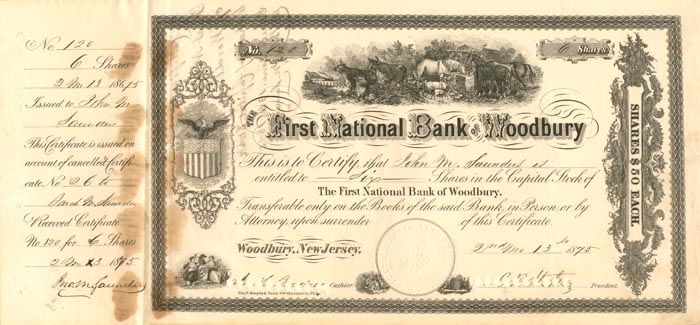 No. 120
6 Shares
2 Mo 13 1875
Issued to John M
Saunders
This Certificate is issued on
account of cancelled Certifi-
cate No 26 to
Saunders
Received Certificate
No. 120 for 6 Shares
2 Mo 13 1875
Jno. M. Saunders
No. 120
6 Shares
THE First National Bank of Woodbury
This is to Certify, that John M. Saunders is
entitled to Six Shares in the Capital Stock of
The First National Bank of Woodbury.
Transferable only on the Books of the said Bank, in Person or by
Attorney, upon surrender of this Certificate.
Woodbury, New Jersey, 2nd Mo 13th 1875
Cashier
President
SHARES $50 EACH.